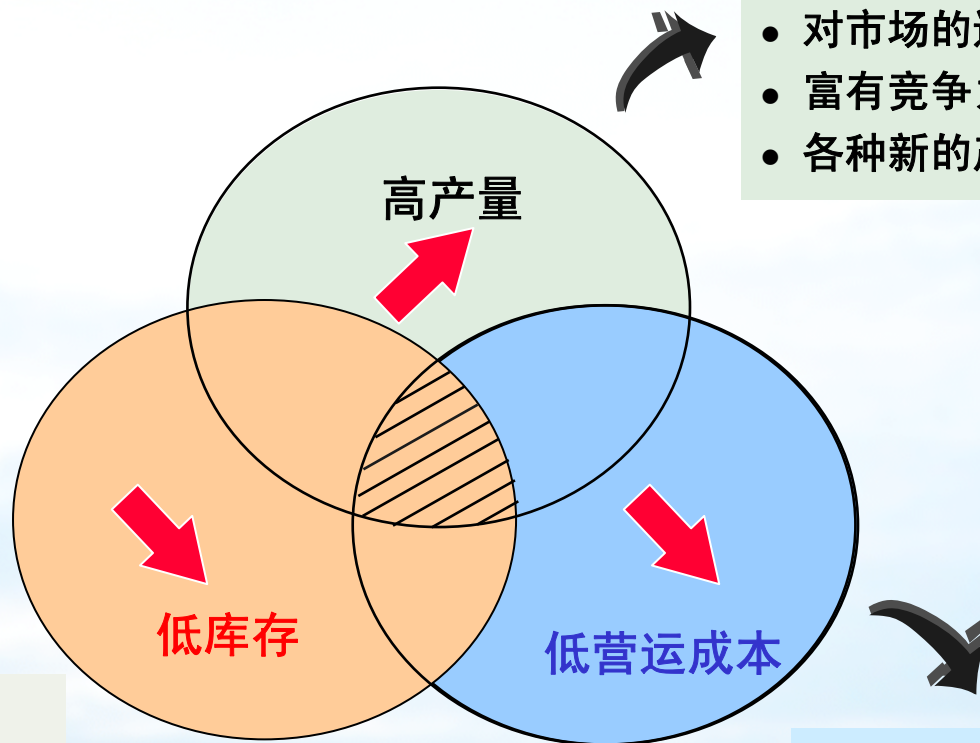 • 对市场的
• 富有竞争
• 各种新的
高产量
低库存
低营运成本